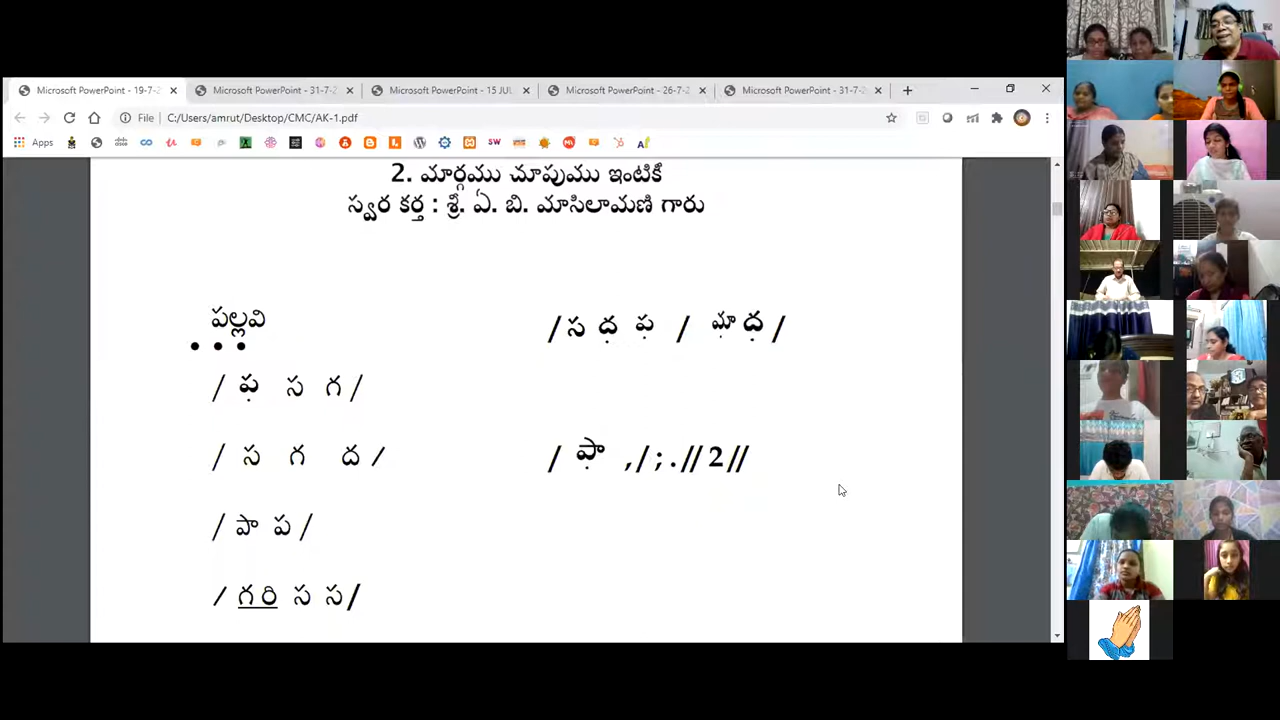 Microsoft PowerPoint - 19-7-2
Microsoft PowerPoint - 31-7-2
Microsoft PowerPoint - 15 JUL
Microsoft PowerPoint - 26-7-2
Microsoft PowerPoint - 31-7-2
File | C:/Users/amrut/Desktop/CMC/AK-1.pdf
Apps
2. మార్గము చూపుము ఇంటికి
స్వర కర్త : శ్రీ. ఏ. బి. మాసిలామణి గారు
పల్లవి
• • •
/ ప̣ స గ /
/ స గ ద /
/ పా ప /
/ గరి స స/
/ స ద̣ ప̣ / మా̣ ద̣ /
/ పా̣ , / ; . // 2 //